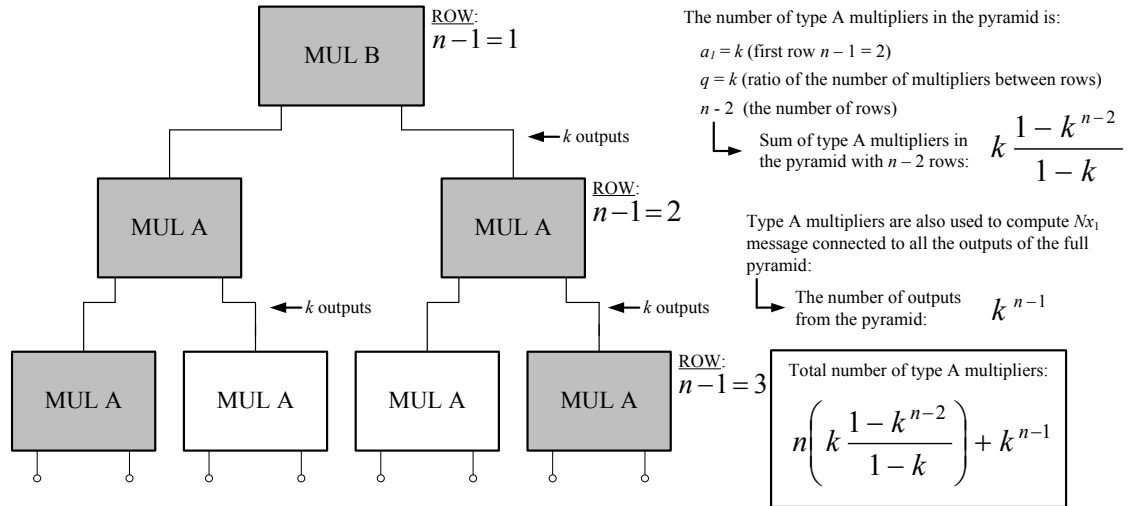 MUL B
ROW:
n−1=1
k outputs
MUL A
MUL A
ROW:
n−1=2
k outputs
k outputs
MUL A
MUL A
MUL A
MUL A
ROW:
n−1=3
The number of type A multipliers in the pyramid is:
a₁ = k (first row n – 1 = 2)
q = k (ratio of the number of multipliers between rows)
n - 2 (the number of rows)
Sum of type A multipliers in
the pyramid with n – 2 rows:
k (1−k^{n−2})/(1−k)
Type A multipliers are also used to compute Nx₁
message connected to all the outputs of the full
pyramid:
The number of outputs
from the pyramid:
k^{n−1}
Total number of type A multipliers:
n(k (1−k^{n−2})/(1−k)) + k^{n−1}